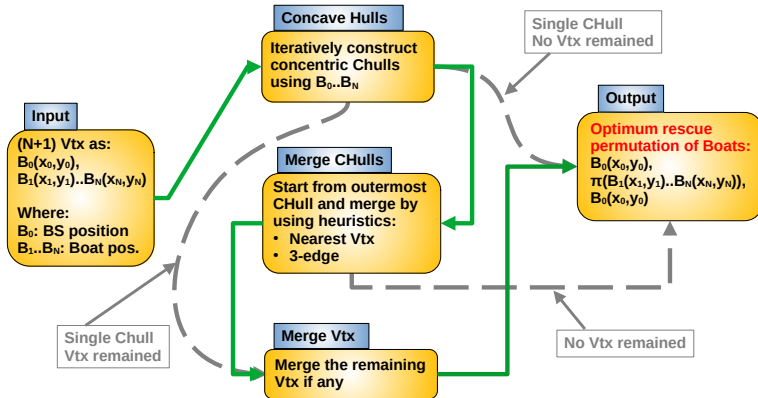 Concave Hulls
Iteratively construct
concentric Chulls
using B₀..B_N
Single CHull
No Vtx remained
Input
(N+1) Vtx as:
B₀(x₀,y₀),
B₁(x₁,y₁)..B_N(x_N,y_N)
Where:
B₀: BS position
B₁..B_N: Boat pos.
Merge CHulls
Start from outermost
CHull and merge by
using heuristics:
• Nearest Vtx
• 3-edge
Output
Optimum rescue
permutation of Boats:
B₀(x₀,y₀),
π(B₁(x₁,y₁)..B_N(x_N,y_N)),
B₀(x₀,y₀)
Single Chull
Vtx remained
No Vtx remained
Merge Vtx
Merge the remaining
Vtx if any